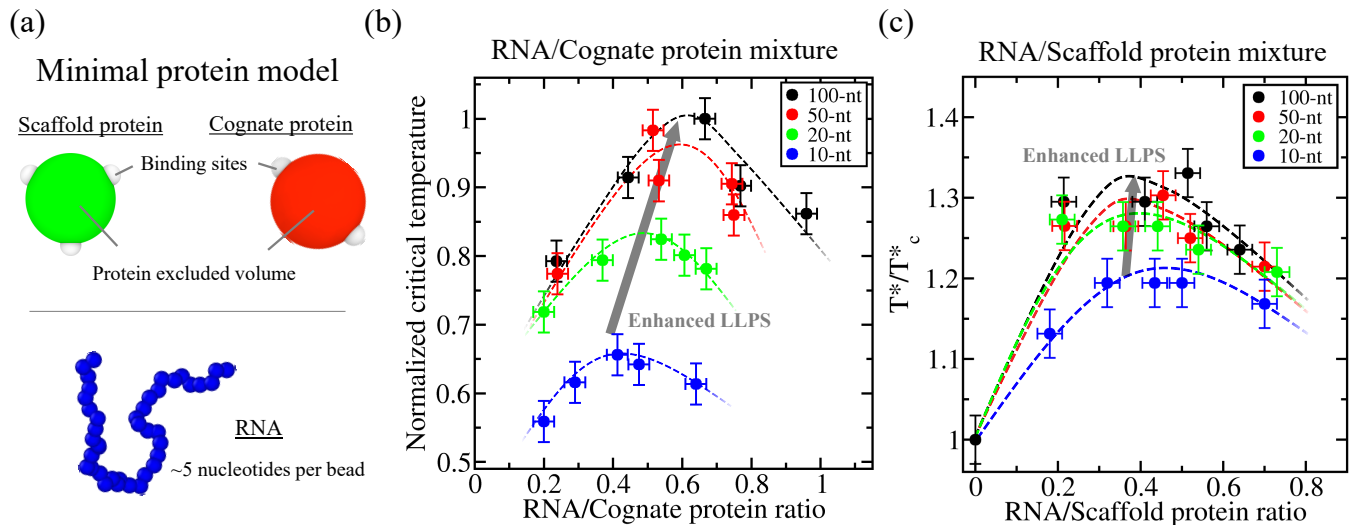 (a)
Minimal protein model
Scaffold protein
Cognate protein
Binding sites
Protein excluded volume
RNA
~5 nucleotides per bead
(b)
RNA/Cognate protein mixture
Normalized critical temperature
1
0.9
0.8
0.7
0.6
0.5
100-nt
50-nt
20-nt
10-nt
Enhanced LLPS
0.2
0.4
0.6
0.8
1
RNA/Cognate protein ratio
(c)
RNA/Scaffold protein mixture
T*/T*c
1.4
1.3
1.2
1.1
1
100-nt
50-nt
20-nt
10-nt
Enhanced LLPS
0
0.2
0.4
0.6
0.8
RNA/Scaffold protein ratio